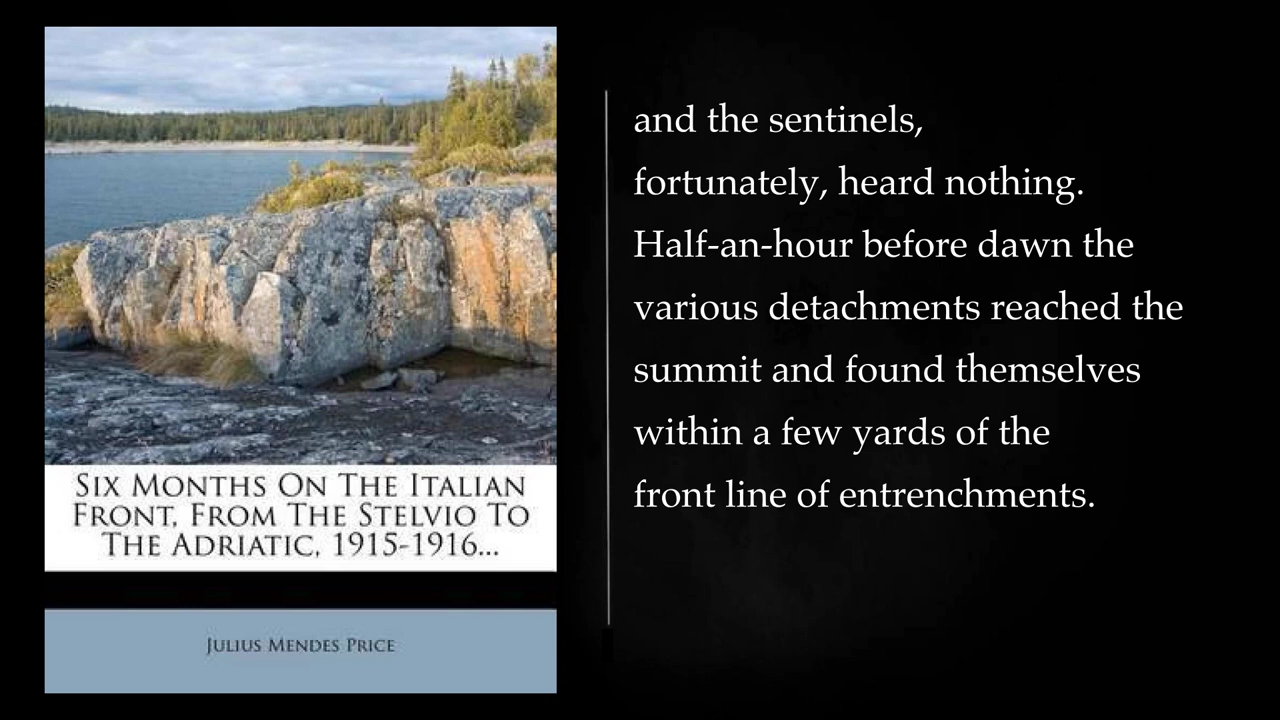 SIX MONTHS ON THE ITALIAN
FRONT, FROM THE STELVIO TO
THE ADRIATIC, 1915-1916...
JULIUS MENDES PRICE
and the sentinels,
fortunately, heard nothing.
Half-an-hour before dawn the
various detachments reached the
summit and found themselves
within a few yards of the
front line of entrenchments.